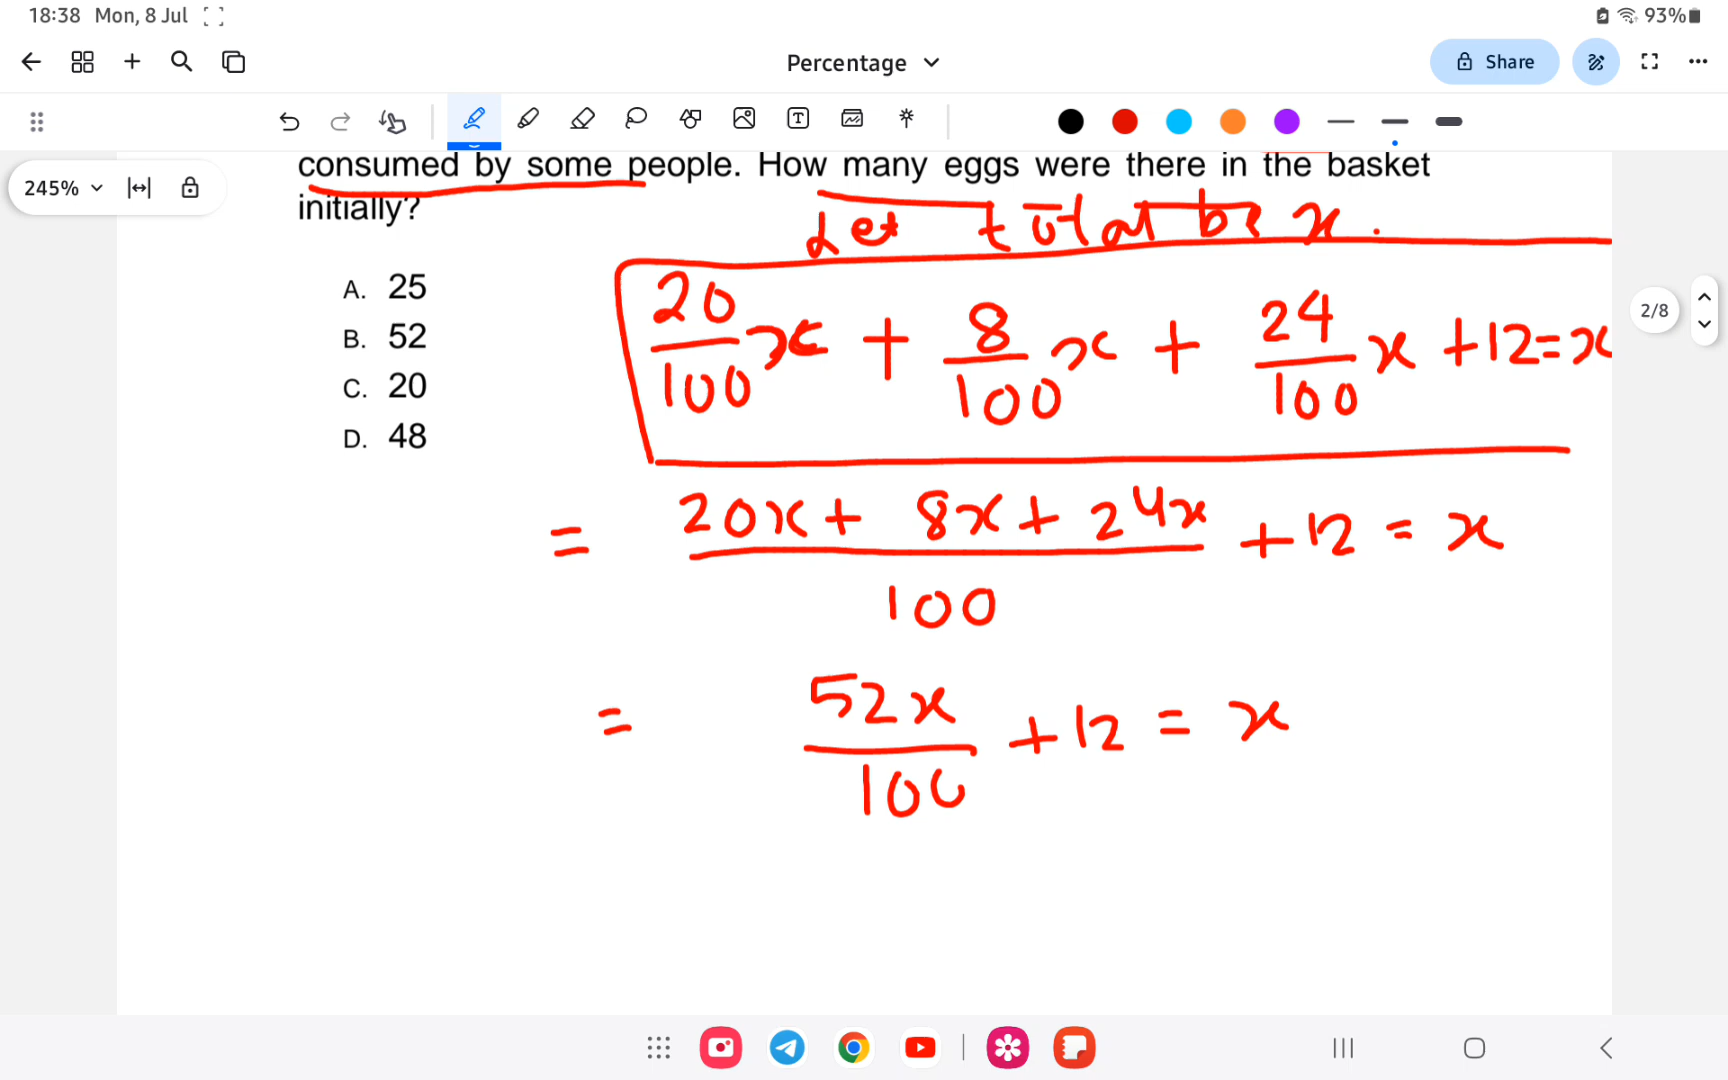 18:38 Mon, 8 Jul 93%
Percentage
Share
245%
consumed by some people. How many eggs were there in the basket
initially?
Let total be x.
A. 25
B. 52
C. 20
D. 48
20/100 x + 8/100 x + 24/100 x + 12 = x
2/8
= 20x + 8x + 24x / 100 + 12 = x
= 52x / 100 + 12 = x